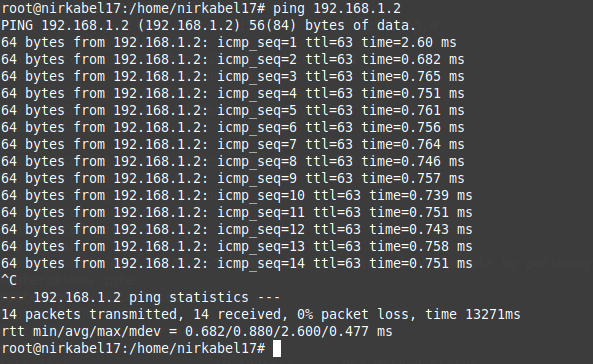 root@nirkabel17:/home/nirkabel17# ping 192.168.1.2
PING 192.168.1.2 (192.168.1.2) 56(84) bytes of data.
64 bytes from 192.168.1.2: icmp_seq=1 ttl=63 time=2.60 ms
64 bytes from 192.168.1.2: icmp_seq=2 ttl=63 time=0.682 ms
64 bytes from 192.168.1.2: icmp_seq=3 ttl=63 time=0.765 ms
64 bytes from 192.168.1.2: icmp_seq=4 ttl=63 time=0.751 ms
64 bytes from 192.168.1.2: icmp_seq=5 ttl=63 time=0.761 ms
64 bytes from 192.168.1.2: icmp_seq=6 ttl=63 time=0.756 ms
64 bytes from 192.168.1.2: icmp_seq=7 ttl=63 time=0.764 ms
64 bytes from 192.168.1.2: icmp_seq=8 ttl=63 time=0.746 ms
64 bytes from 192.168.1.2: icmp_seq=9 ttl=63 time=0.757 ms
64 bytes from 192.168.1.2: icmp_seq=10 ttl=63 time=0.739 ms
64 bytes from 192.168.1.2: icmp_seq=11 ttl=63 time=0.751 ms
64 bytes from 192.168.1.2: icmp_seq=12 ttl=63 time=0.743 ms
64 bytes from 192.168.1.2: icmp_seq=13 ttl=63 time=0.758 ms
64 bytes from 192.168.1.2: icmp_seq=14 ttl=63 time=0.751 ms
^C
--- 192.168.1.2 ping statistics ---
14 packets transmitted, 14 received, 0% packet loss, time 13271ms
rtt min/avg/max/mdev = 0.682/0.880/2.600/0.477 ms
root@nirkabel17:/home/nirkabel17#